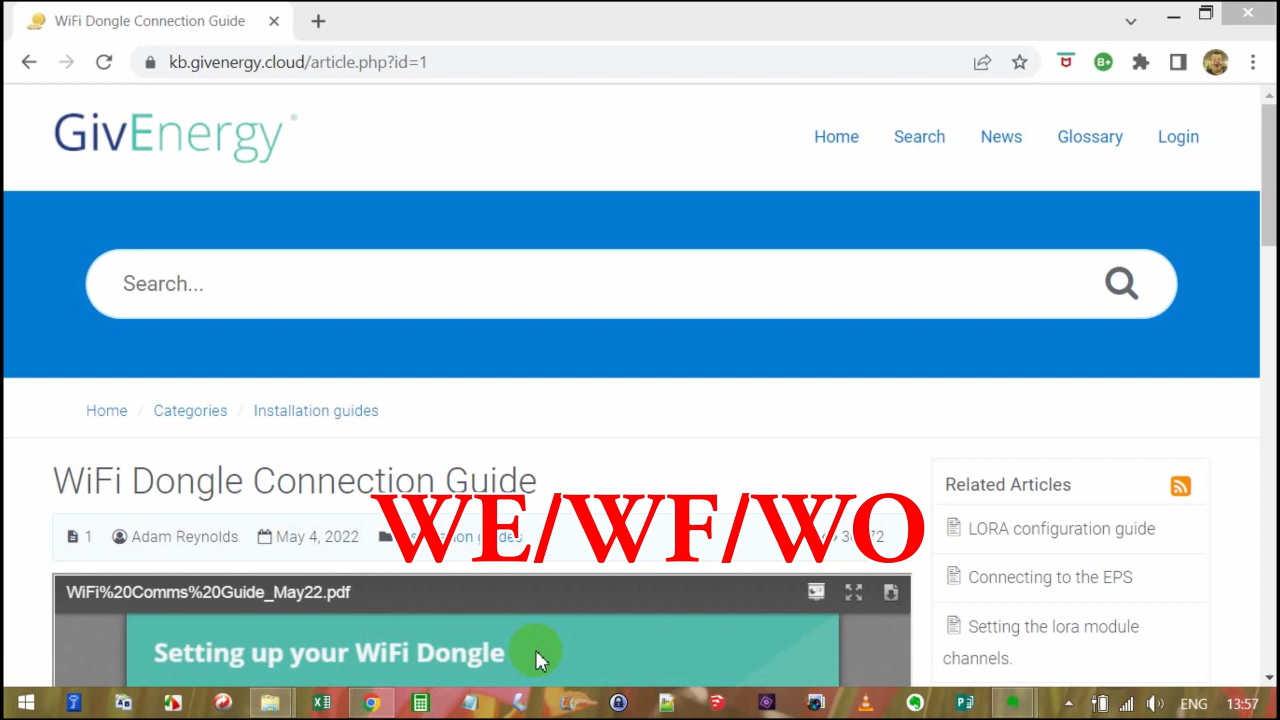 WiFi Dongle Connection Guide
kb.givenergy.cloud/article.php?id=1
GivEnergy
Home Search News Glossary Login
Search...
Home / Categories / Installation guides
WiFi Dongle Connection Guide
WE/WF/WO
1 Adam Reynolds May 4, 2022
WiFi%20Comms%20Guide_May22.pdf
Setting up your WiFi Dongle
Related Articles
LORA configuration guide
Connecting to the EPS
Setting the lora module
channels.
ENG 13:57